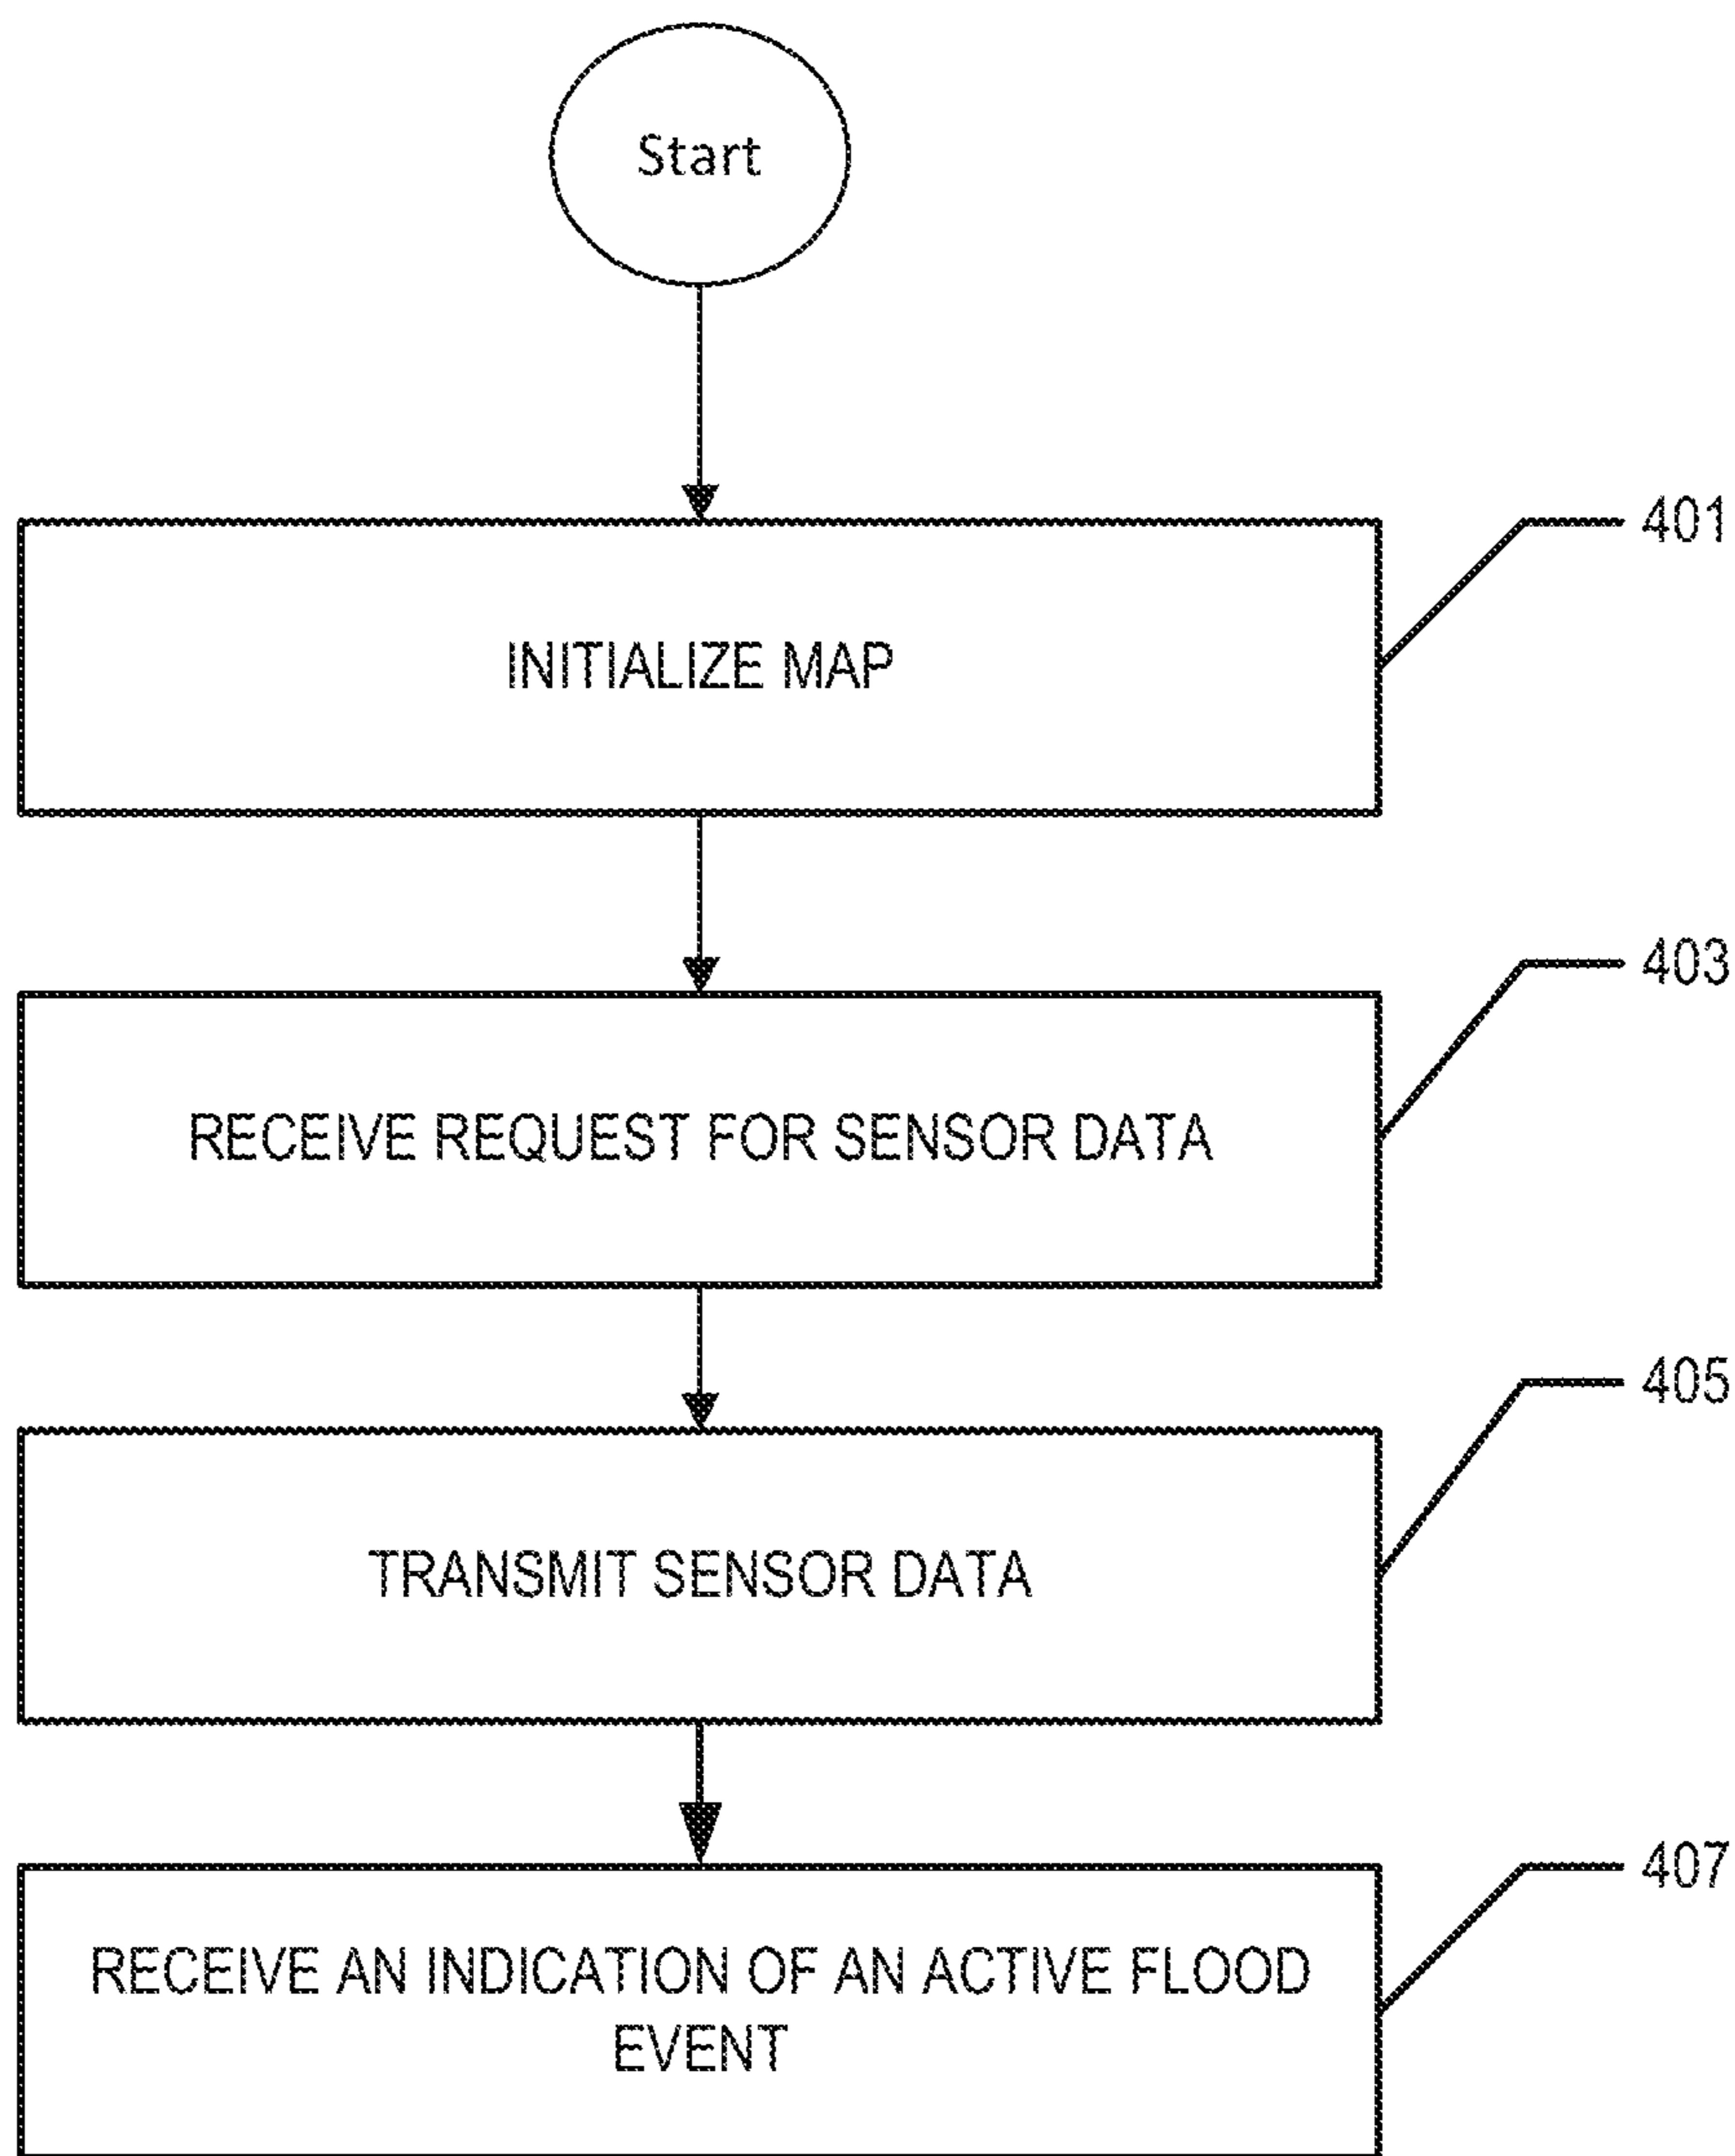 Start
401
INITIALIZE MAP
403
RECEIVE REQUEST FOR SENSOR DATA
405
TRANSMIT SENSOR DATA
407
RECEIVE AN INDICATION OF AN ACTIVE FLOOD
EVENT